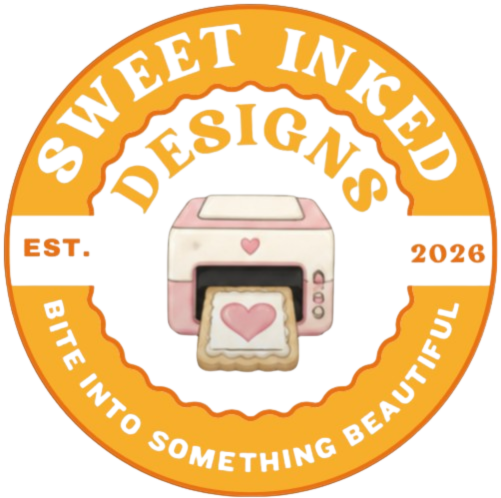 SWEET INKED
DESIGNS
EST.
2026
BITE INTO SOMETHING BEAUTIFUL